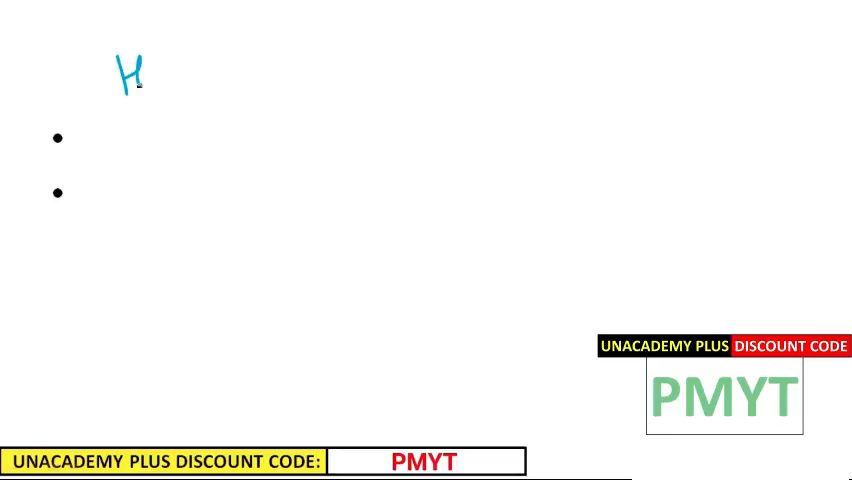 H
UNACADEMY PLUS DISCOUNT CODE
PMYT
UNACADEMY PLUS DISCOUNT CODE: PMYT